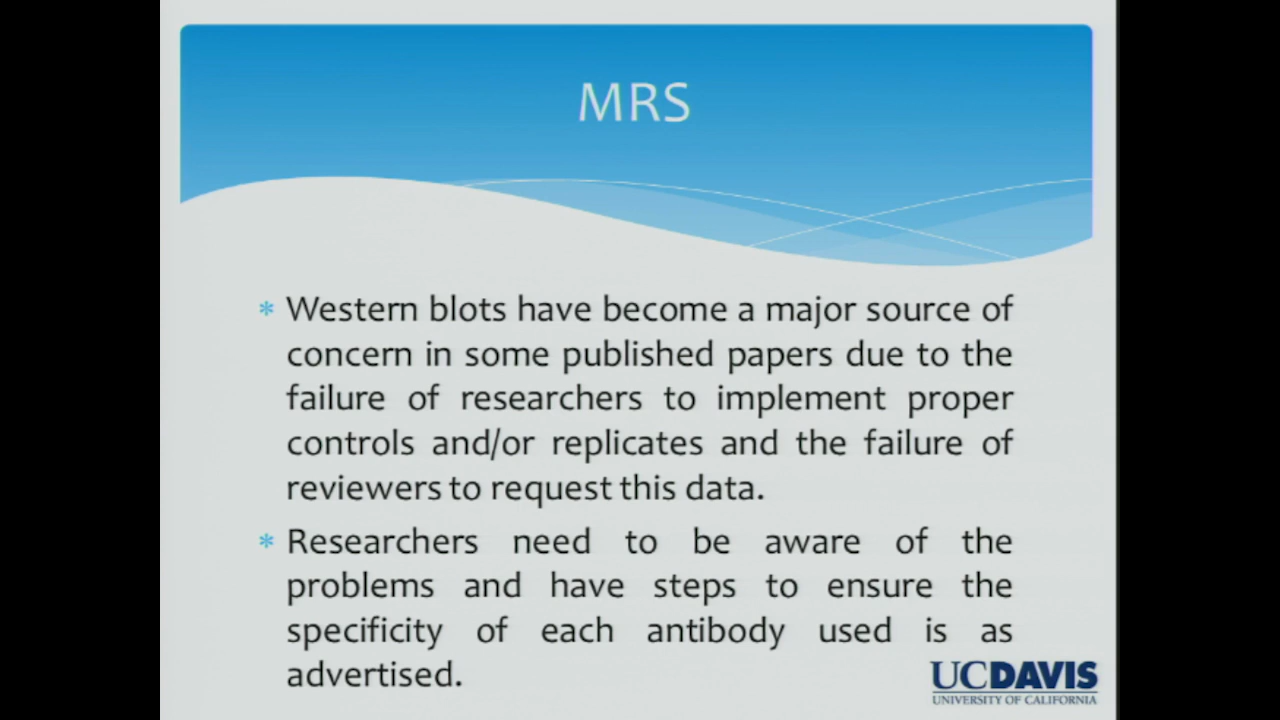 MRS
* Western blots have become a major source of
concern in some published papers due to the
failure of researchers to implement proper
controls and/or replicates and the failure of
reviewers to request this data.
* Researchers need to be aware of the
problems and have steps to ensure the
specificity of each antibody used is as
advertised.
UCDAVIS
UNIVERSITY OF CALIFORNIA